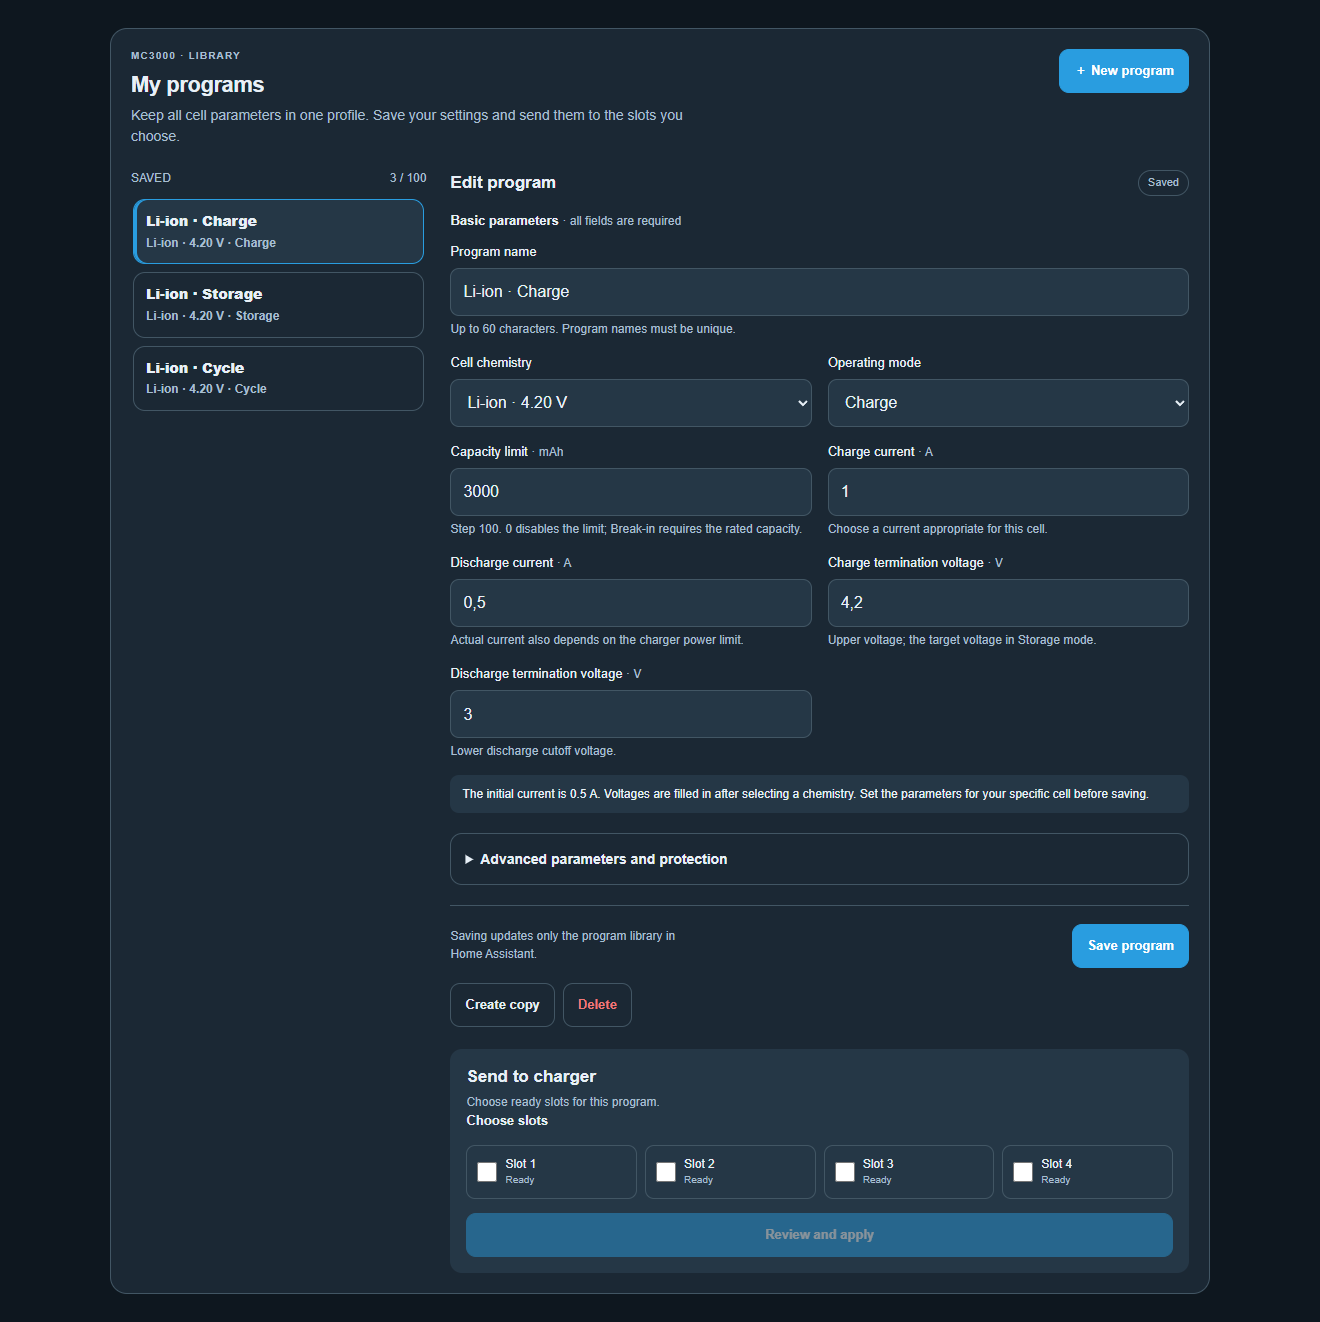 MC3000 · LIBRARY
My programs
Keep all cell parameters in one profile. Save your settings and send them to the slots you
choose.
+ New program
SAVED
3 / 100
Li-ion · Charge
Li-ion · 4.20 V · Charge
Li-ion · Storage
Li-ion · 4.20 V · Storage
Li-ion · Cycle
Li-ion · 4.20 V · Cycle
Edit program
Saved
Basic parameters · all fields are required
Program name
Li-ion · Charge
Up to 60 characters. Program names must be unique.
Cell chemistry
Operating mode
Li-ion · 4.20 V
Charge
Capacity limit · mAh
Charge current · A
3000
1
Step 100. 0 disables the limit; Break-in requires the rated capacity.
Choose a current appropriate for this cell.
Discharge current · A
Charge termination voltage · V
0,5
4,2
Actual current also depends on the charger power limit.
Upper voltage; the target voltage in Storage mode.
Discharge termination voltage · V
3
Lower discharge cutoff voltage.
The initial current is 0.5 A. Voltages are filled in after selecting a chemistry. Set the parameters for your specific cell before saving.
Advanced parameters and protection
Saving updates only the program library in
Home Assistant.
Save program
Create copy
Delete
Send to charger
Choose ready slots for this program.
Choose slots
Slot 1
Ready
Slot 2
Ready
Slot 3
Ready
Slot 4
Ready
Review and apply